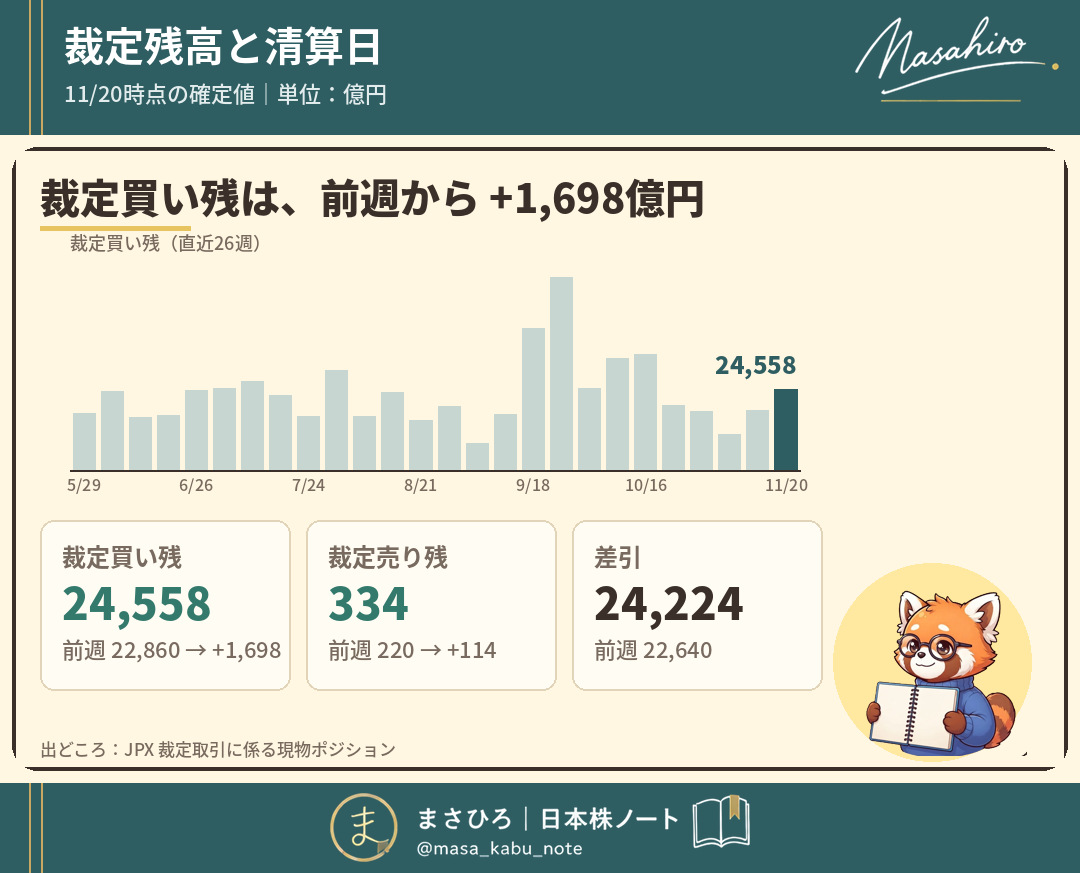 裁定残高と清算日
11/20時点の確定値｜単位：億円
Masahiro
裁定買い残は、前週から +1,698億円
裁定買い残（直近26週）
24,558
5/29 6/26 7/24 8/21 9/18 10/16 11/20
裁定買い残
24,558
前週 22,860 → +1,698
裁定売り残
334
前週 220 → +114
差引
24,224
前週 22,640
出どころ：JPX 裁定取引に係る現物ポジション
ま
まさひろ｜日本株ノート
@masa_kabu_note